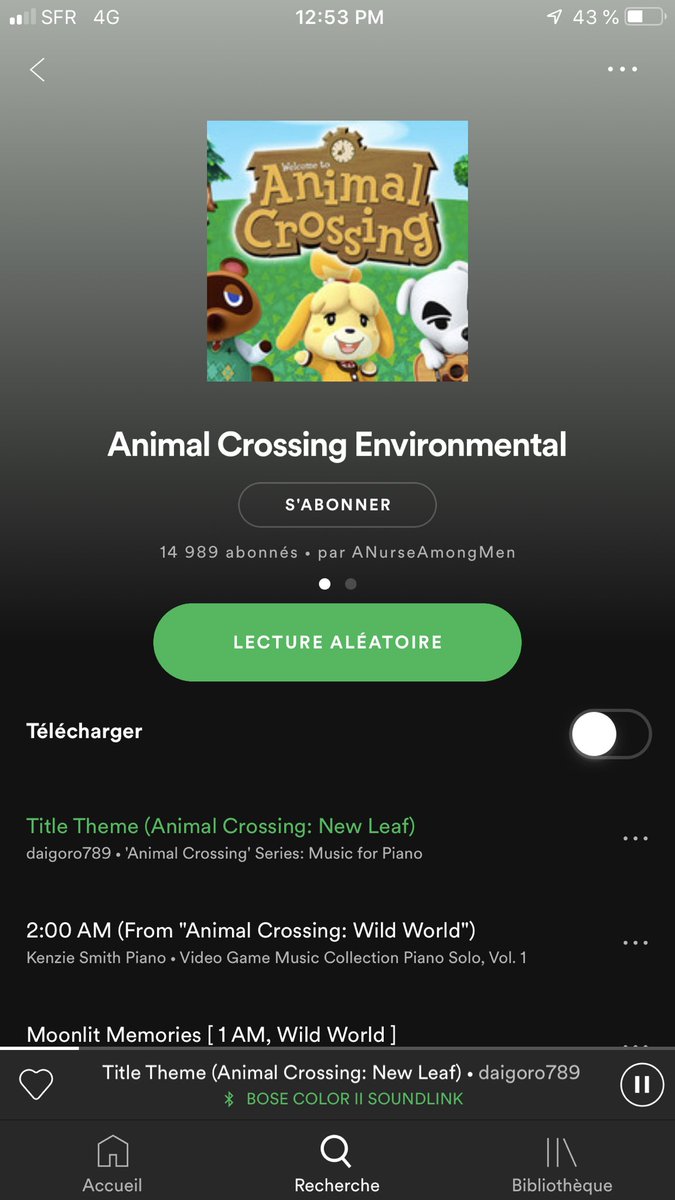 SFR 4G 12:53 PM 43 %
Welcome to
Animal
Crossing
Animal Crossing Environmental
S'ABONNER
14 989 abonnés • par ANurseAmongMen
LECTURE ALÉATOIRE
Télécharger
Title Theme (Animal Crossing: New Leaf)
daigoro789 • 'Animal Crossing' Series: Music for Piano
2:00 AM (From "Animal Crossing: Wild World")
Kenzie Smith Piano • Video Game Music Collection Piano Solo, Vol. 1
Moonlit Memories [ 1 AM, Wild World ]
Title Theme (Animal Crossing: New Leaf) • daigoro789
BOSE COLOR II SOUNDLINK
Accueil Recherche Bibliothèque